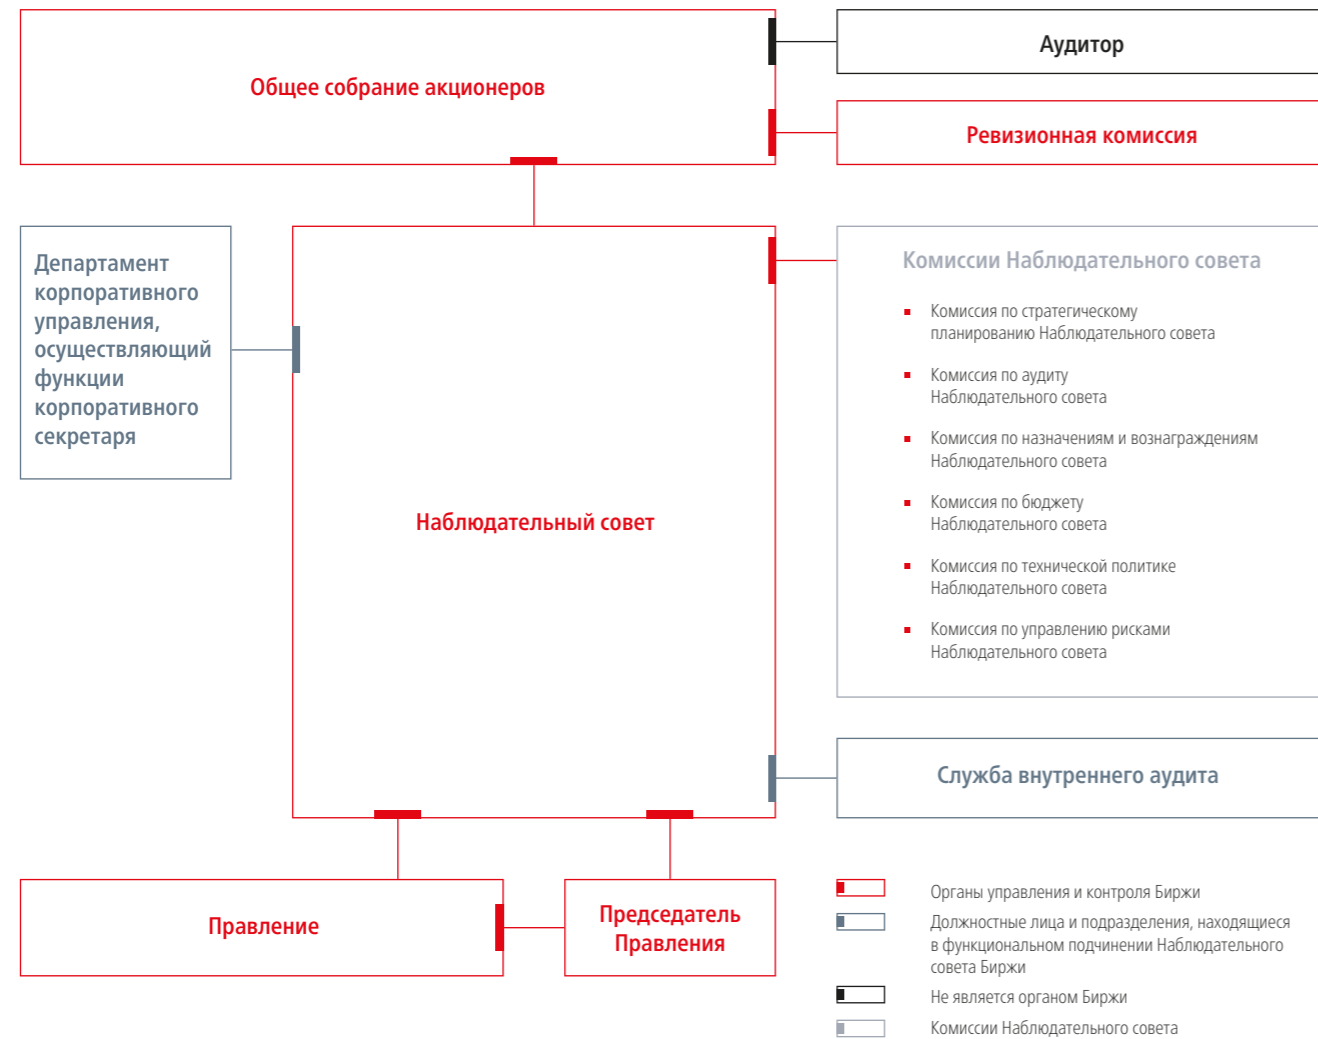 Общее собрание акционеров
Аудитор
Ревизионная комиссия
Департамент
корпоративного
управления,
осуществляющий
функции
корпоративного
секретаря
Наблюдательный совет
Комиссии Наблюдательного совета
Комиссия по стратегическому
планированию Наблюдательного совета
Комиссия по аудиту
Наблюдательного совета
Комиссия по назначениям и вознаграждениям
Наблюдательного совета
Комиссия по бюджету
Наблюдательного совета
Комиссия по технической политике
Наблюдательного совета
Комиссия по управлению рисками
Наблюдательного совета
Служба внутреннего аудита
Правление
Председатель
Правления
Органы управления и контроля Биржи
Должностные лица и подразделения, находящиеся
в функциональном подчинении Наблюдательного
совета Биржи
Не является органом Биржи
Комиссии Наблюдательного совета